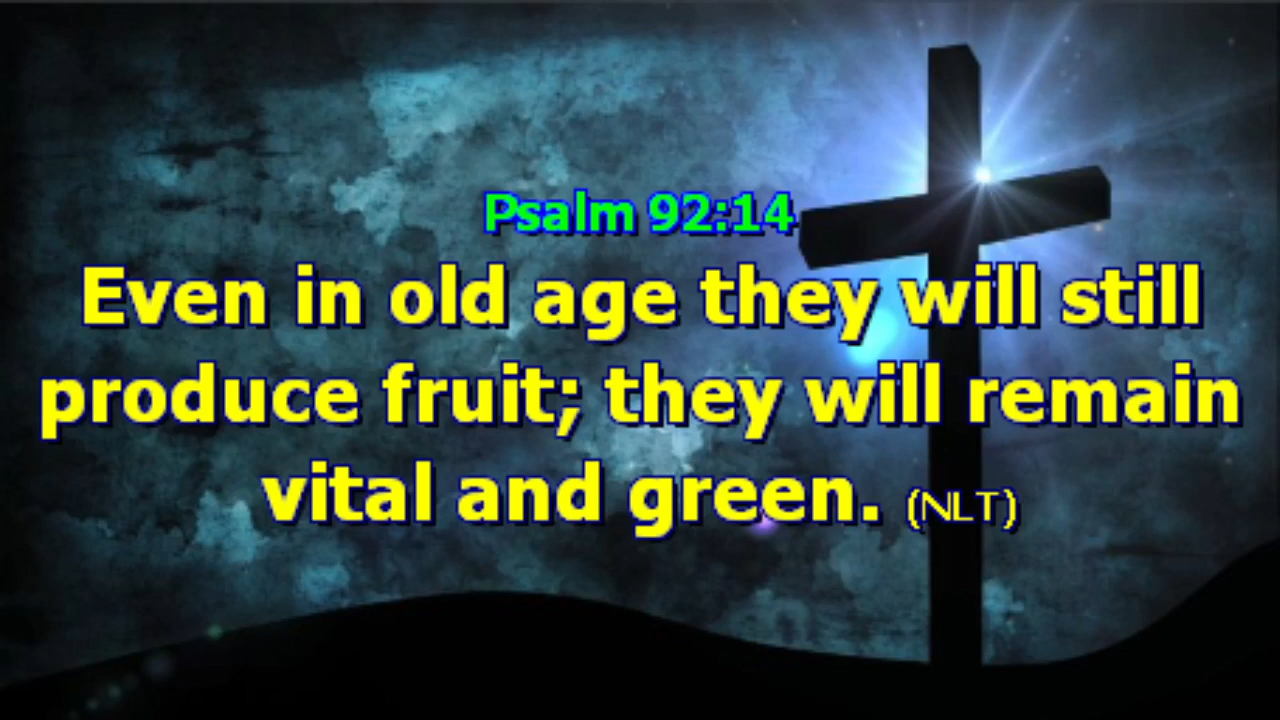 Psalm 92:14
Even in old age they will still
produce fruit; they will remain
vital and green. (NLT)